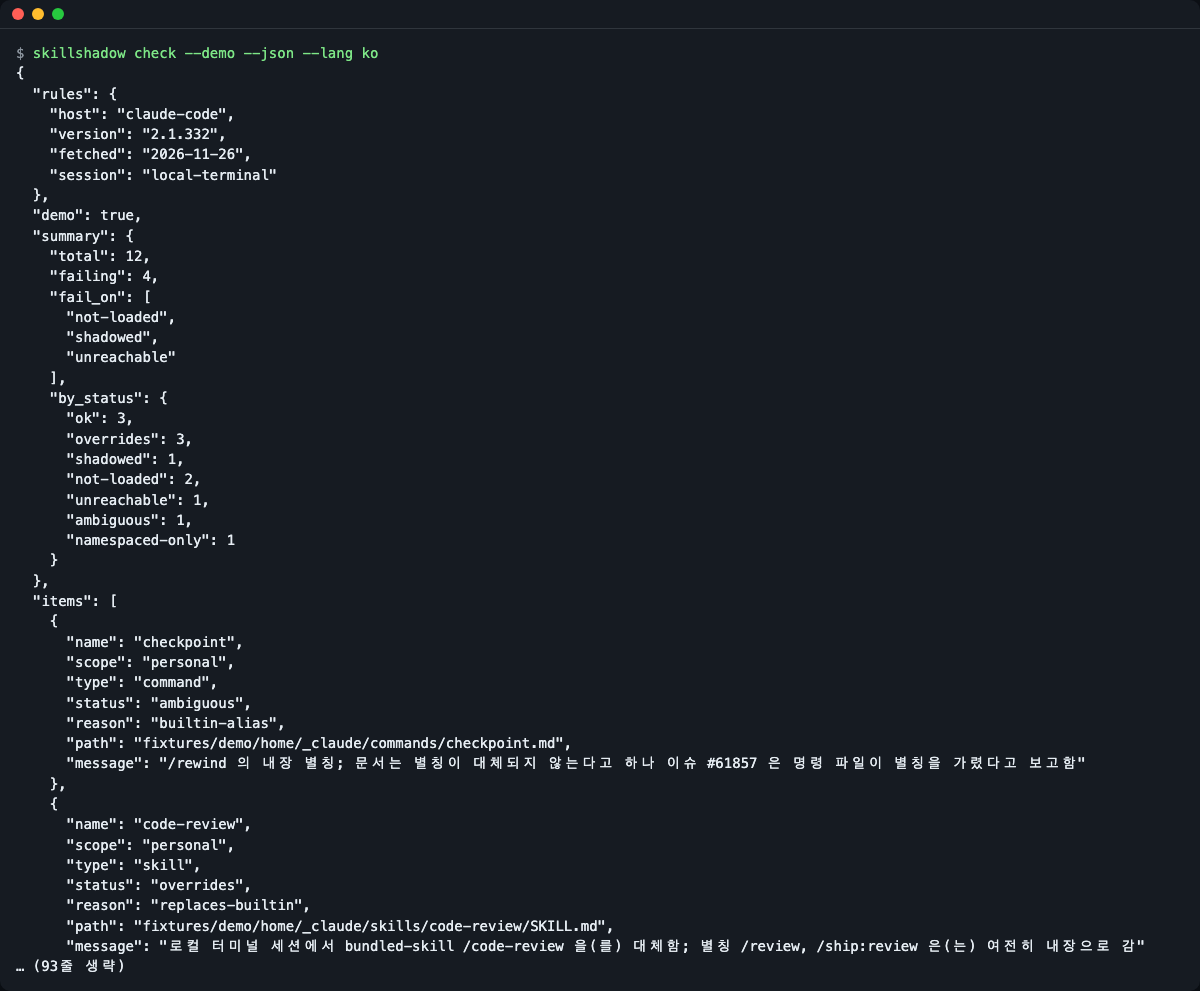 $ skillshadow check --demo --json --lang ko
{
  "rules": {
    "host": "claude-code",
    "version": "2.1.332",
    "fetched": "2026-11-26",
    "session": "local-terminal"
  },
  "demo": true,
  "summary": {
    "total": 12,
    "failing": 4,
    "fail_on": [
      "not-loaded",
      "shadowed",
      "unreachable"
    ],
    "by_status": {
      "ok": 3,
      "overrides": 3,
      "shadowed": 1,
      "not-loaded": 2,
      "unreachable": 1,
      "ambiguous": 1,
      "namespaced-only": 1
    }
  },
  "items": [
    {
      "name": "checkpoint",
      "scope": "personal",
      "type": "command",
      "status": "ambiguous",
      "reason": "builtin-alias",
      "path": "fixtures/demo/home/_claude/commands/checkpoint.md",
      "message": "/rewind 의 내장 별칭; 문서는 별칭이 대체되지 않는다고 하나 이슈 #61857 은 명령 파일이 별칭을 가렸다고 보고함"
    },
    {
      "name": "code-review",
      "scope": "personal",
      "type": "skill",
      "status": "overrides",
      "reason": "replaces-builtin",
      "path": "fixtures/demo/home/_claude/skills/code-review/SKILL.md",
      "message": "로컬 터미널 세션에서 bundled-skill /code-review 을(를) 대체함; 별칭 /review, /ship:review 은(는) 여전히 내장으로 감"
… (93줄 생략)